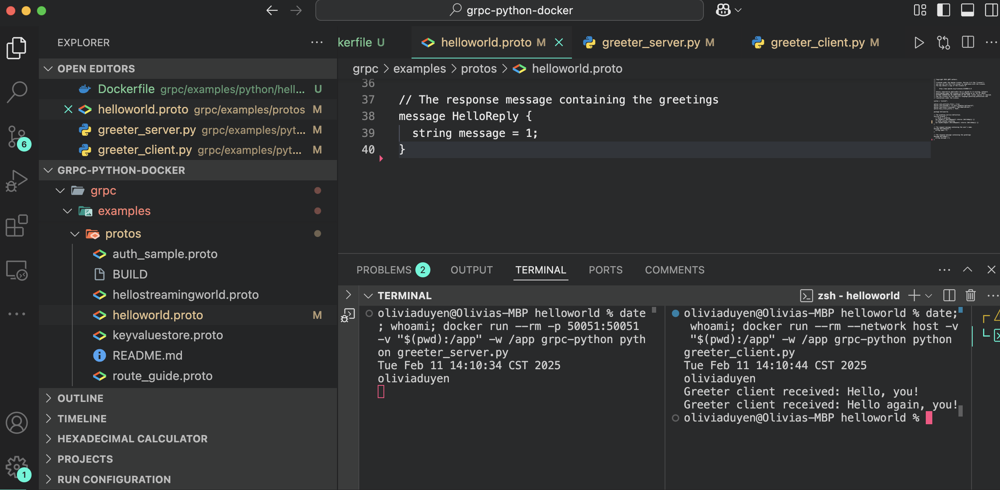 grpc-python-docker
EXPLORER
kerfile U
helloworld.proto M
greeter_server.py M
greeter_client.py M
OPEN EDITORS
Dockerfile grpc/examples/python/hell... U
helloworld.proto grpc/examples/protos M
greeter_server.py grpc/examples/pyt... M
greeter_client.py grpc/examples/pyt... M
6
GRPC-PYTHON-DOCKER
grpc
examples
protos
auth_sample.proto
BUILD
hellostreamingworld.proto
helloworld.proto M
keyvaluestore.proto
README.md
route_guide.proto
OUTLINE
TIMELINE
HEXADECIMAL CALCULATOR
PROJECTS
RUN CONFIGURATION
1
grpc > examples > protos > helloworld.proto
36
37 // The response message containing the greetings
38 message HelloReply {
39 string message = 1;
40 }
PROBLEMS 2 OUTPUT TERMINAL PORTS COMMENTS
TERMINAL
zsh - helloworld
oliviaduyen@Olivias-MBP helloworld % date
; whoami; docker run --rm -p 50051:50051
-v "$(pwd):/app" -w /app grpc-python pyth
on greeter_server.py
Tue Feb 11 14:10:34 CST 2025
oliviaduyen
oliviaduyen@Olivias-MBP helloworld % date;
whoami; docker run --rm --network host -v
"$(pwd):/app" -w /app grpc-python python
greeter_client.py
Tue Feb 11 14:10:44 CST 2025
oliviaduyen
Greeter client received: Hello, you!
Greeter client received: Hello again, you!
oliviaduyen@Olivias-MBP helloworld %